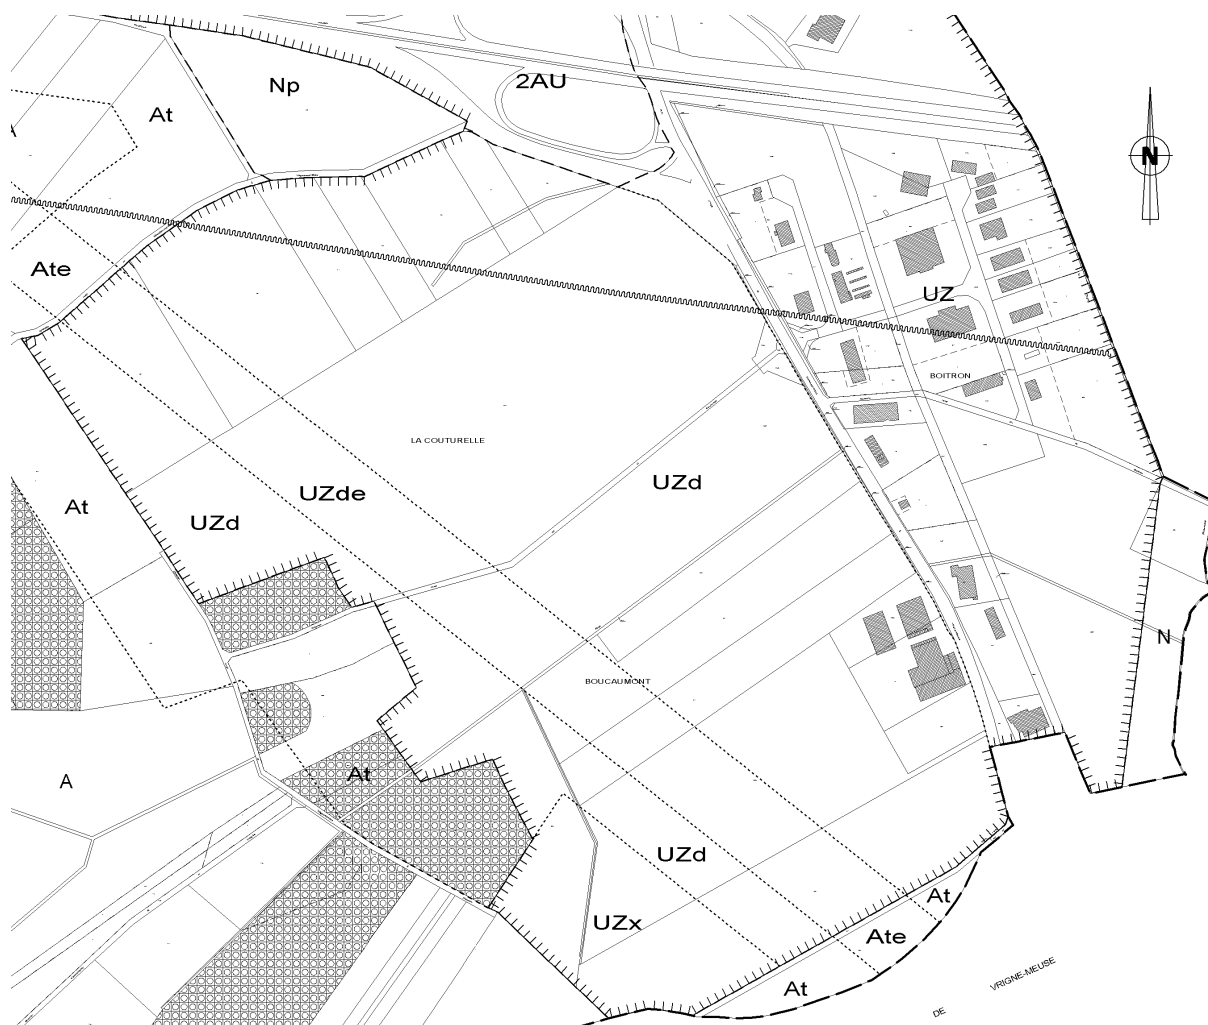 Np
2AU
At
N
Ate
UZ
BOITRON
LA COUTURELLE
UZde
UZd
At
UZd
N
BOUCAUMONT
At
A
UZd
At
UZx
Ate
At
VRIGNE-MEUSE
DE